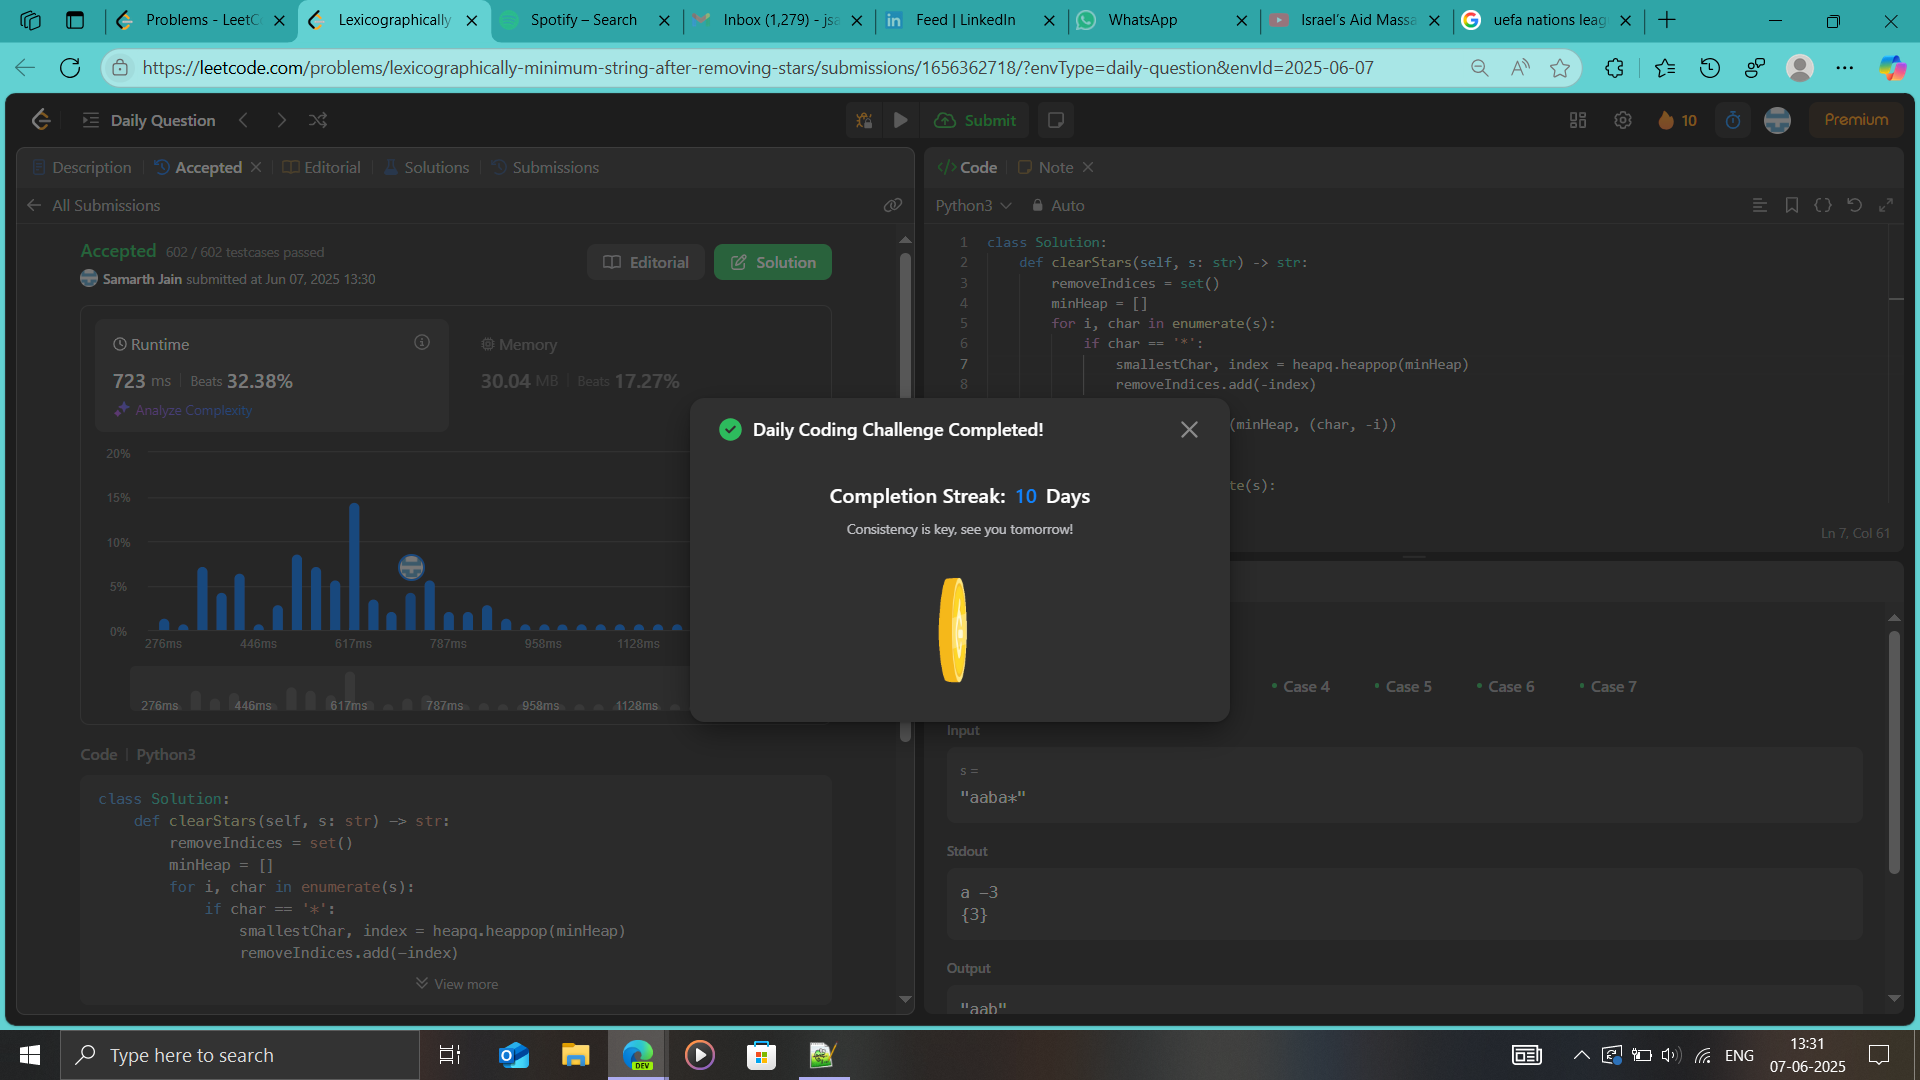 Problems - LeetC
Lexicographically
Spotify – Search
Inbox (1,279) - jsa
Feed | LinkedIn
WhatsApp
Israel's Aid Massa
uefa nations leag
https://leetcode.com/problems/lexicographically-minimum-string-after-removing-stars/submissions/1656362718/?envType=daily-question&envId=2025-06-07
Daily Question
Submit
10
Premium
Description
Accepted
Editorial
Solutions
Submissions
All Submissions
Accepted 602 / 602 testcases passed
Samarth Jain submitted at Jun 07, 2025 13:30
Editorial
Solution
Runtime
723 ms | Beats 32.38%
Analyze Complexity
Memory
30.04 MB | Beats 17.27%
20%
15%
10%
5%
0%
276ms 446ms 617ms 787ms 958ms 1128ms
276ms 446ms 617ms 787ms 958ms 1128ms
Code | Python3
class Solution:
def clearStars(self, s: str) -> str:
removeIndices = set()
minHeap = []
for i, char in enumerate(s):
if char == '*':
smallestChar, index = heapq.heappop(minHeap)
removeIndices.add(-index)
View more
Daily Coding Challenge Completed!
Completion Streak: 10 Days
Consistency is key, see you tomorrow!
</> Code
Note
Python3
Auto
1 class Solution:
2 def clearStars(self, s: str) -> str:
3 removeIndices = set()
4 minHeap = []
5 for i, char in enumerate(s):
6 if char == '*':
7 smallestChar, index = heapq.heappop(minHeap)
8 removeIndices.add(-index)
(minHeap, (char, -i))
te(s):
Ln 7, Col 61
Case 4
Case 5
Case 6
Case 7
Input
s =
"aaba*"
Stdout
a -3
{3}
Output
"aab"
Type here to search
DEV
ENG
13:31
07-06-2025